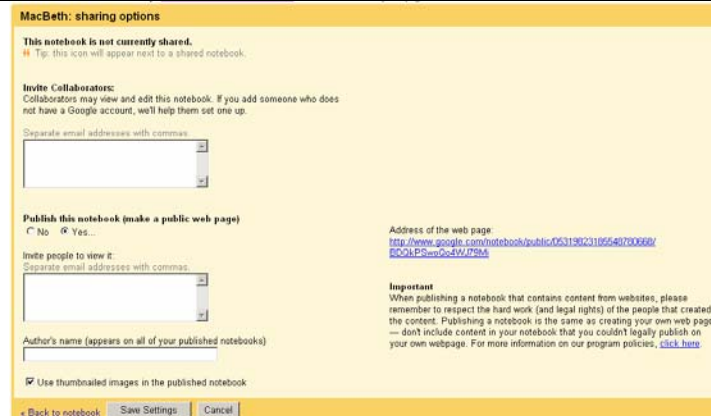 MacBeth: sharing options
This notebook is not currently shared.
Tip: this icon will appear next to a shared notebook.
Invite Collaborators:
Collaborators may view and edit this notebook. If you add someone who does
not have a Google account, we'll help them set one up.
Separate email addresses with commas.
Publish this notebook (make a public web page)
No Yes...
Invite people to view it:
Separate email addresses with commas.
Author's name (appears on all of your published notebooks)
Use thumbnailed images in the published notebook
Address of the web page:
http://www.google.com/notebook/public/05319823185548780668/
BDQkPSwoQo4WJ79Mi
Important
When publishing a notebook that contains content from websites, please
remember to respect the hard work (and legal rights) of the people that created
the content. Publishing a notebook is the same as creating your own web page
— don't include content in your notebook that you couldn't legally publish on
your own webpage. For more information on our program policies, click here.
« Back to notebook Save Settings Cancel